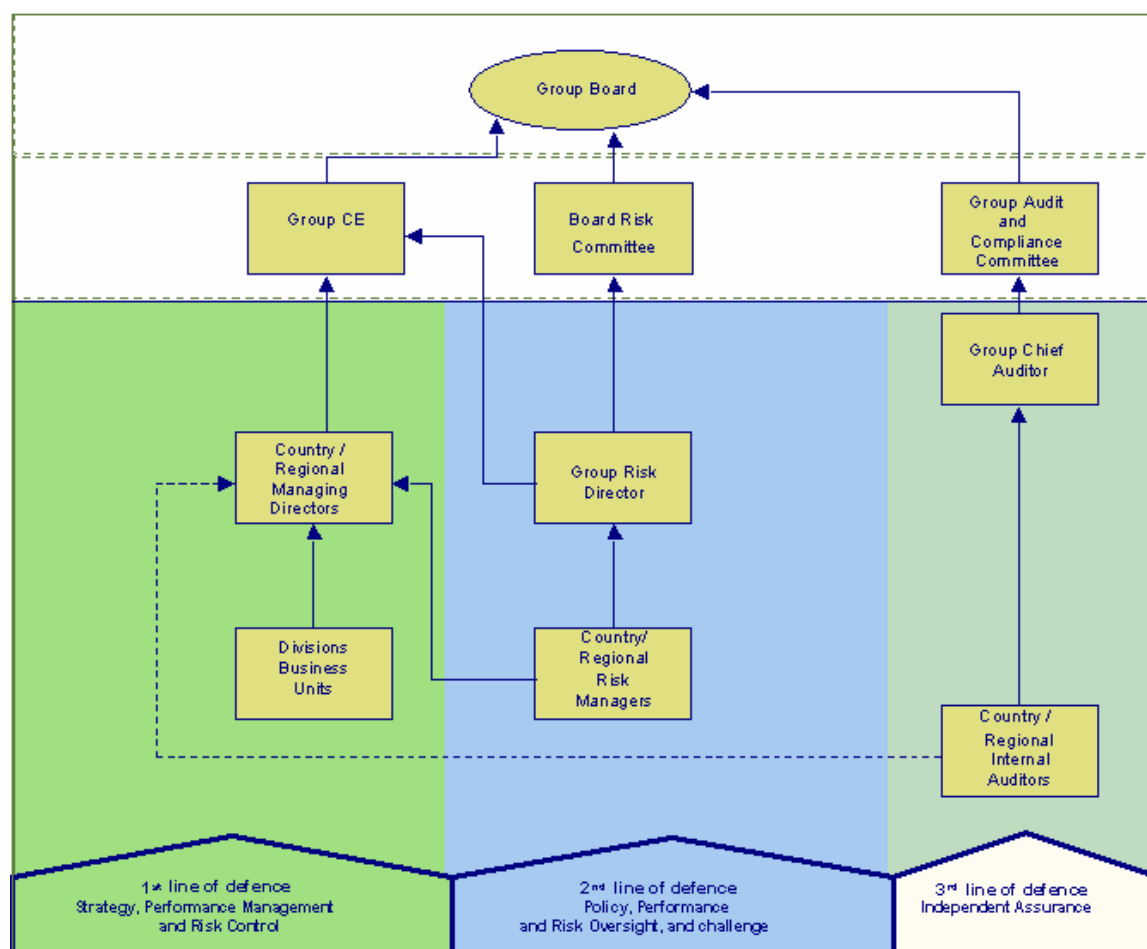 Group Board
Group CE
Board Risk
Committee
Group Audit
and
Compliance
Committee
Group Chief
Auditor
Country /
Regional
Managing
Directors
Group Risk
Director
Divisions
Business
Units
Country/
Regional
Risk
Managers
Country /
Regional
Internal
Auditors
1st line of defence
Strategy, Performance Management
and Risk Control
2nd line of defence
Policy, Performance
and Risk Oversight, and challenge
3rd line of defence
Independent Assurance